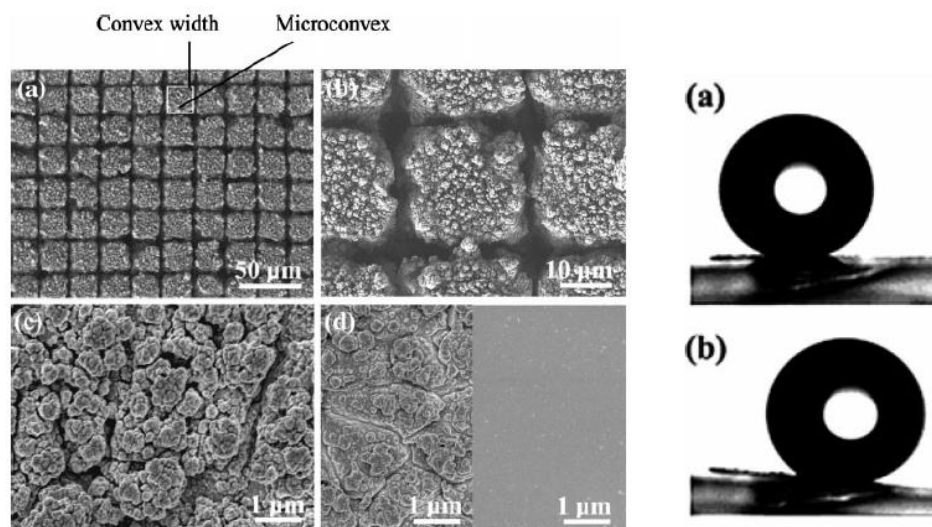 Convex width Microconvex
(a) (b)
50 μm 10 μm
(c) (d)
1 μm 1 μm 1 μm
(a)
(b)